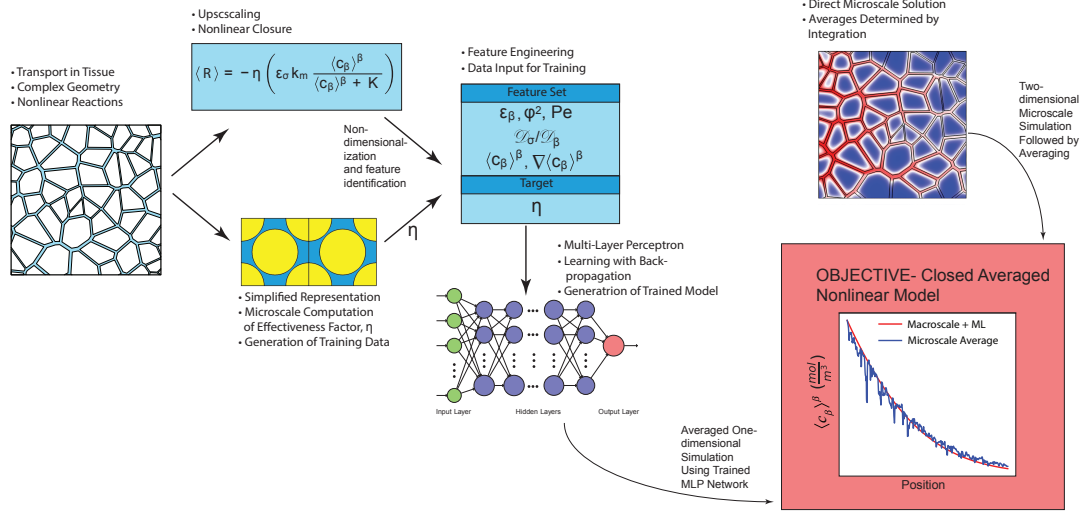 • Transport in Tissue
• Complex Geometry
• Nonlinear Reactions
• Upscscaling
• Nonlinear Closure
⟨R⟩ = −η (εσ km ⟨cβ⟩^β / (⟨cβ⟩^β + K))
Non-
dimensional-
ization
and feature
identification
η
• Simplified Representation
• Microscale Computation
of Effectiveness Factor, η
• Generation of Training Data
• Feature Engineering
• Data Input for Training
Feature Set
εβ, φ², Pe
𝒟σ/𝒟β
⟨cβ⟩^β, ∇⟨cβ⟩^β
Target
η
• Multi-Layer Perceptron
• Learning with Back-
propagation
• Generatrion of Trained Model
Input Layer
Hidden Layers
Output Layer
Averaged One-
dimensional
Simulation
Using Trained
MLP Network
• Direct Microscale Solution
• Averages Determined by
Integration
Two-
dimensional
Microscale
Simulation
Followed by
Averaging
OBJECTIVE- Closed Averaged
Nonlinear Model
Macroscale + ML
Microscale Average
⟨cβ⟩^β (mol/m³)
Position